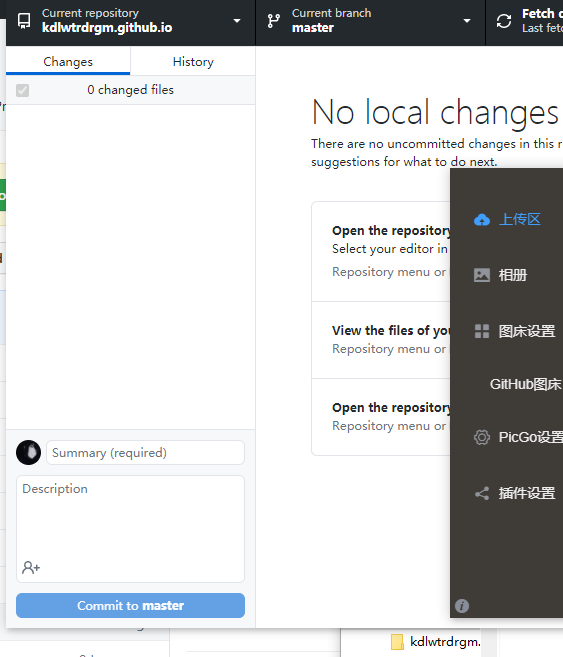 Current repository
kdlwtrdrgm.github.io
Current branch
master
Fetch
Last
Changes
History
0 changed files
No local changes
There are no uncommitted changes in this
suggestions for what to do next.
Open the repository
Select your editor in
Repository menu or
View the files of
Repository menu or
Open the repository
Repository menu or
上传区
相册
图床设置
GitHub图床
PicGo设置
插件设置
Summary (required)
Description
Commit to master
kdlwtrdrgm.